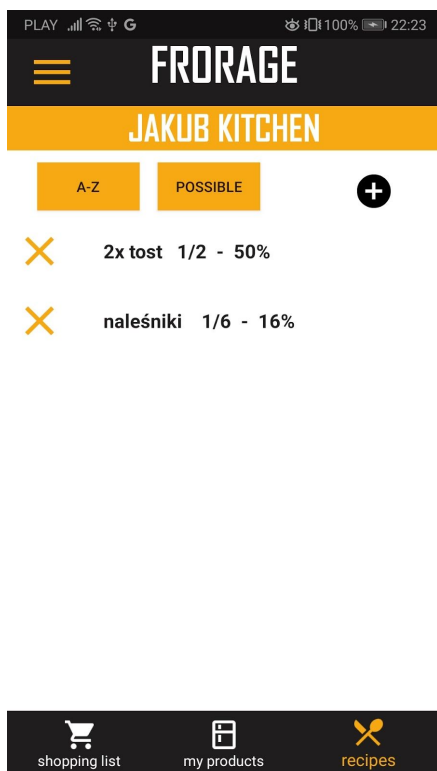 PLAY G 100% 22:23
FRORAGE
JAKUB KITCHEN
A-Z POSSIBLE
2x tost 1/2 - 50%
naleśniki 1/6 - 16%
shopping list my products recipes